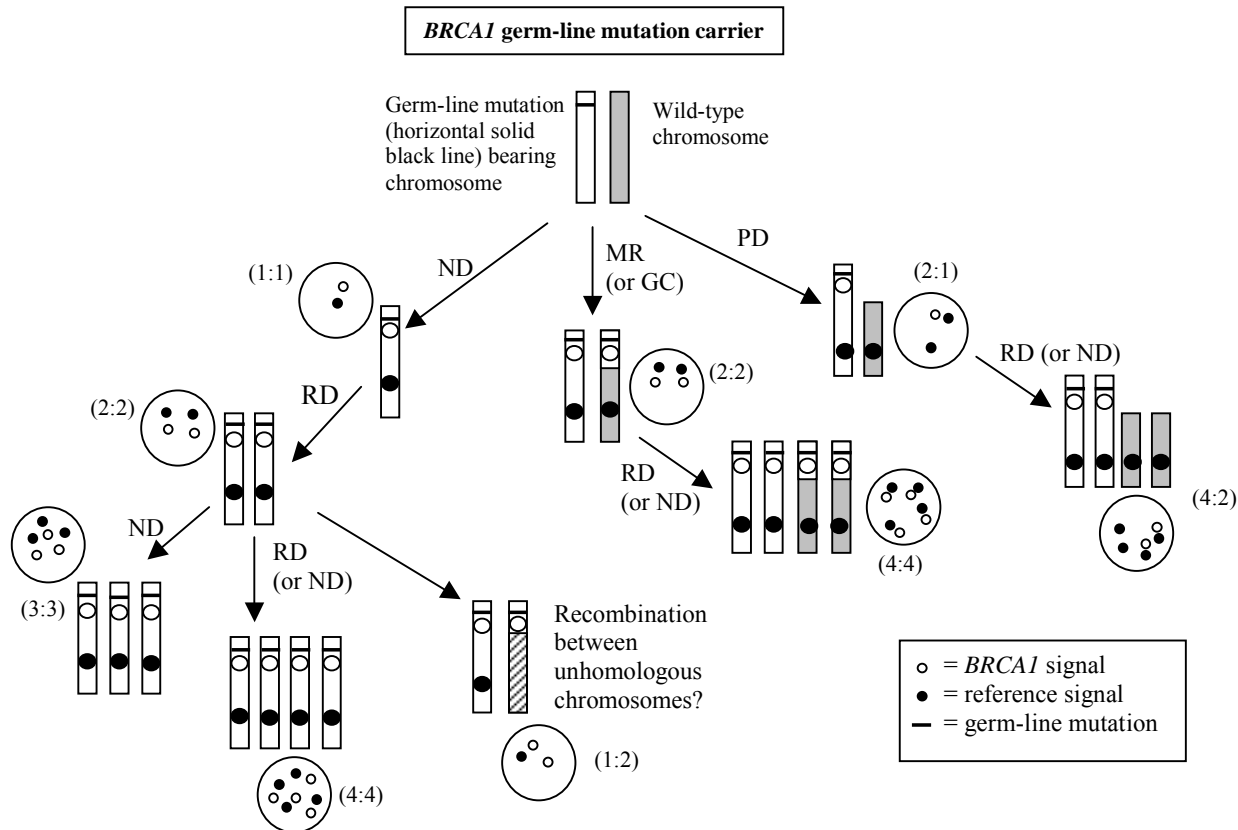 BRCA1 germ-line mutation carrier
Germ-line mutation
(horizontal solid
black line) bearing
chromosome
Wild-type
chromosome
ND
MR
(or GC)
PD
(1:1)
(2:1)
RD
(2:2)
RD (or ND)
(2:2)
RD
(or ND)
(4:2)
ND
RD
(or ND)
(4:4)
(3:3)
Recombination
between
unhomologous
chromosomes?
(1:2)
(4:4)
= BRCA1 signal
= reference signal
= germ-line mutation